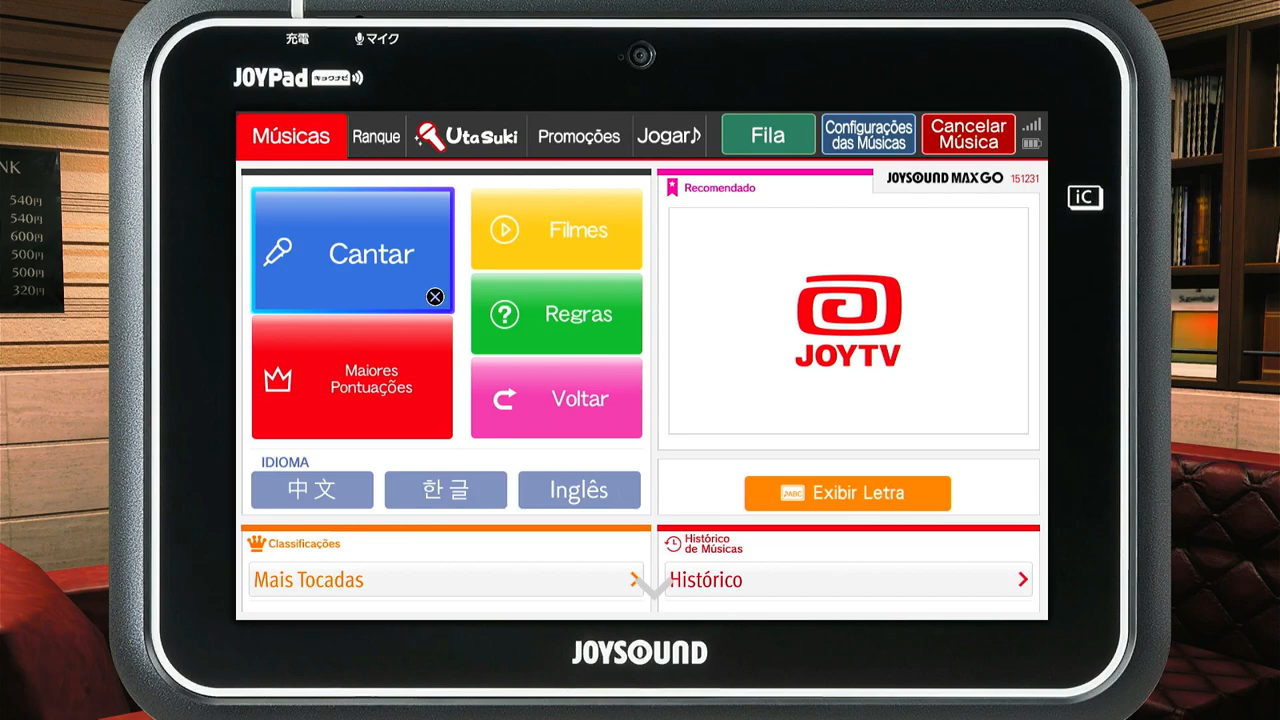 充電
マイク
JOYPad キョクナビ
NK
540円
540円
600円
500円
500円
320円
Músicas
Ranque
UtaSuki
Promoções
Jogar♪
Fila
Configurações
das Músicas
Cancelar
Música
Recomendado
JOYSOUND MAX GO
151231
iC
Cantar
Filmes
Maiores
Pontuações
Regras
Voltar
JOYTV
IDIOMA
中文
한글
Inglês
ABC
Exibir Letra
Classificações
Mais Tocadas
Histórico
de Músicas
Histórico
JOYSOUND